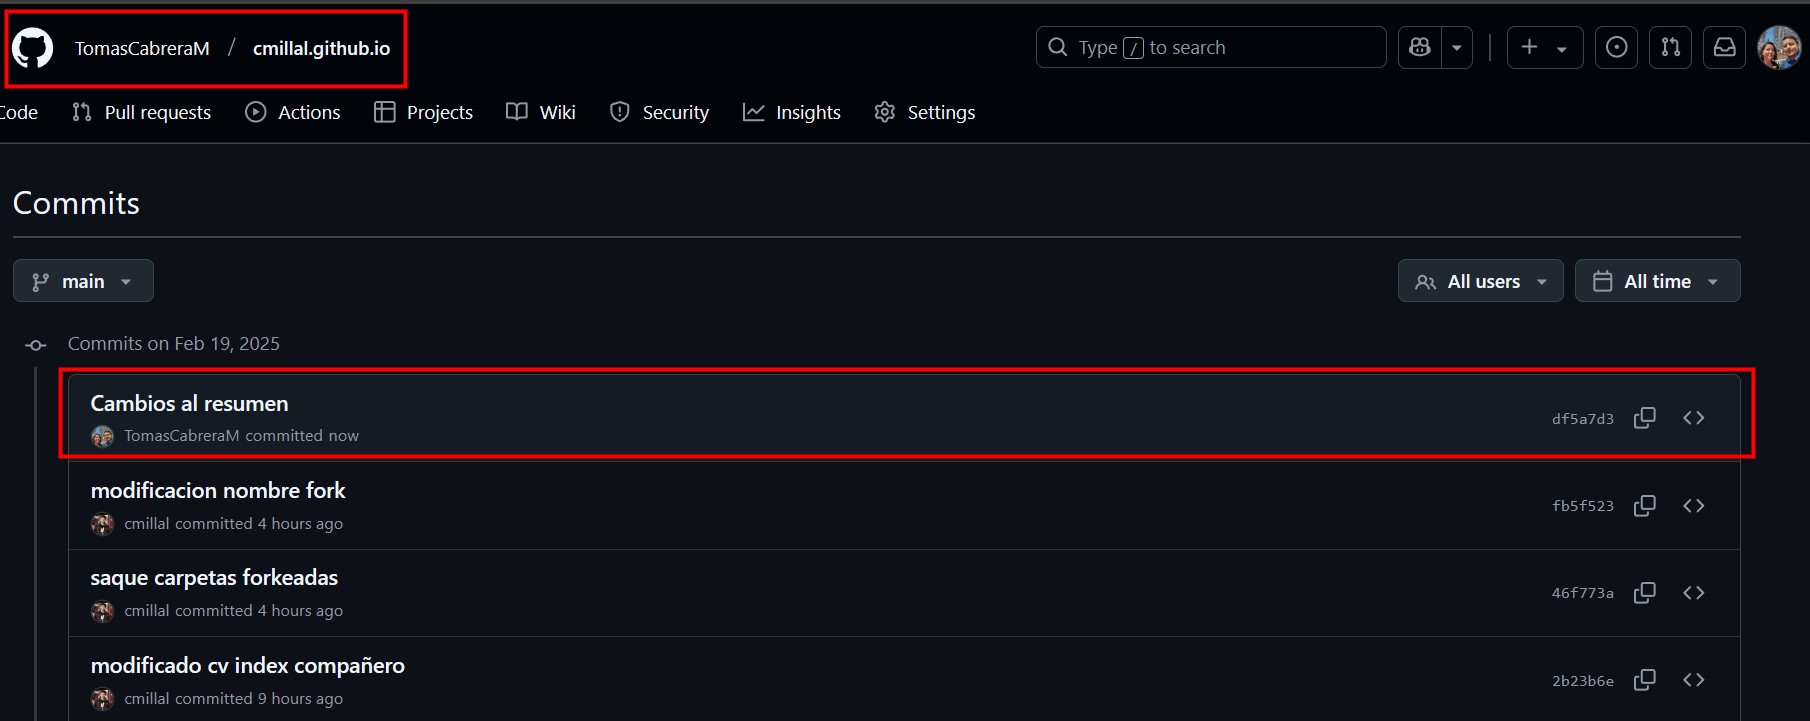 TomasCabreraM / cmillal.github.io
Type / to search
Code Pull requests Actions Projects Wiki Security Insights Settings
Commits
main
All users All time
Commits on Feb 19, 2025
Cambios al resumen
TomasCabreraM committed now
df5a7d3
modificacion nombre fork
cmillal committed 4 hours ago
fb5f523
saque carpetas forkeadas
cmillal committed 4 hours ago
46f773a
modificado cv index compañero
cmillal committed 9 hours ago
2b23b6e